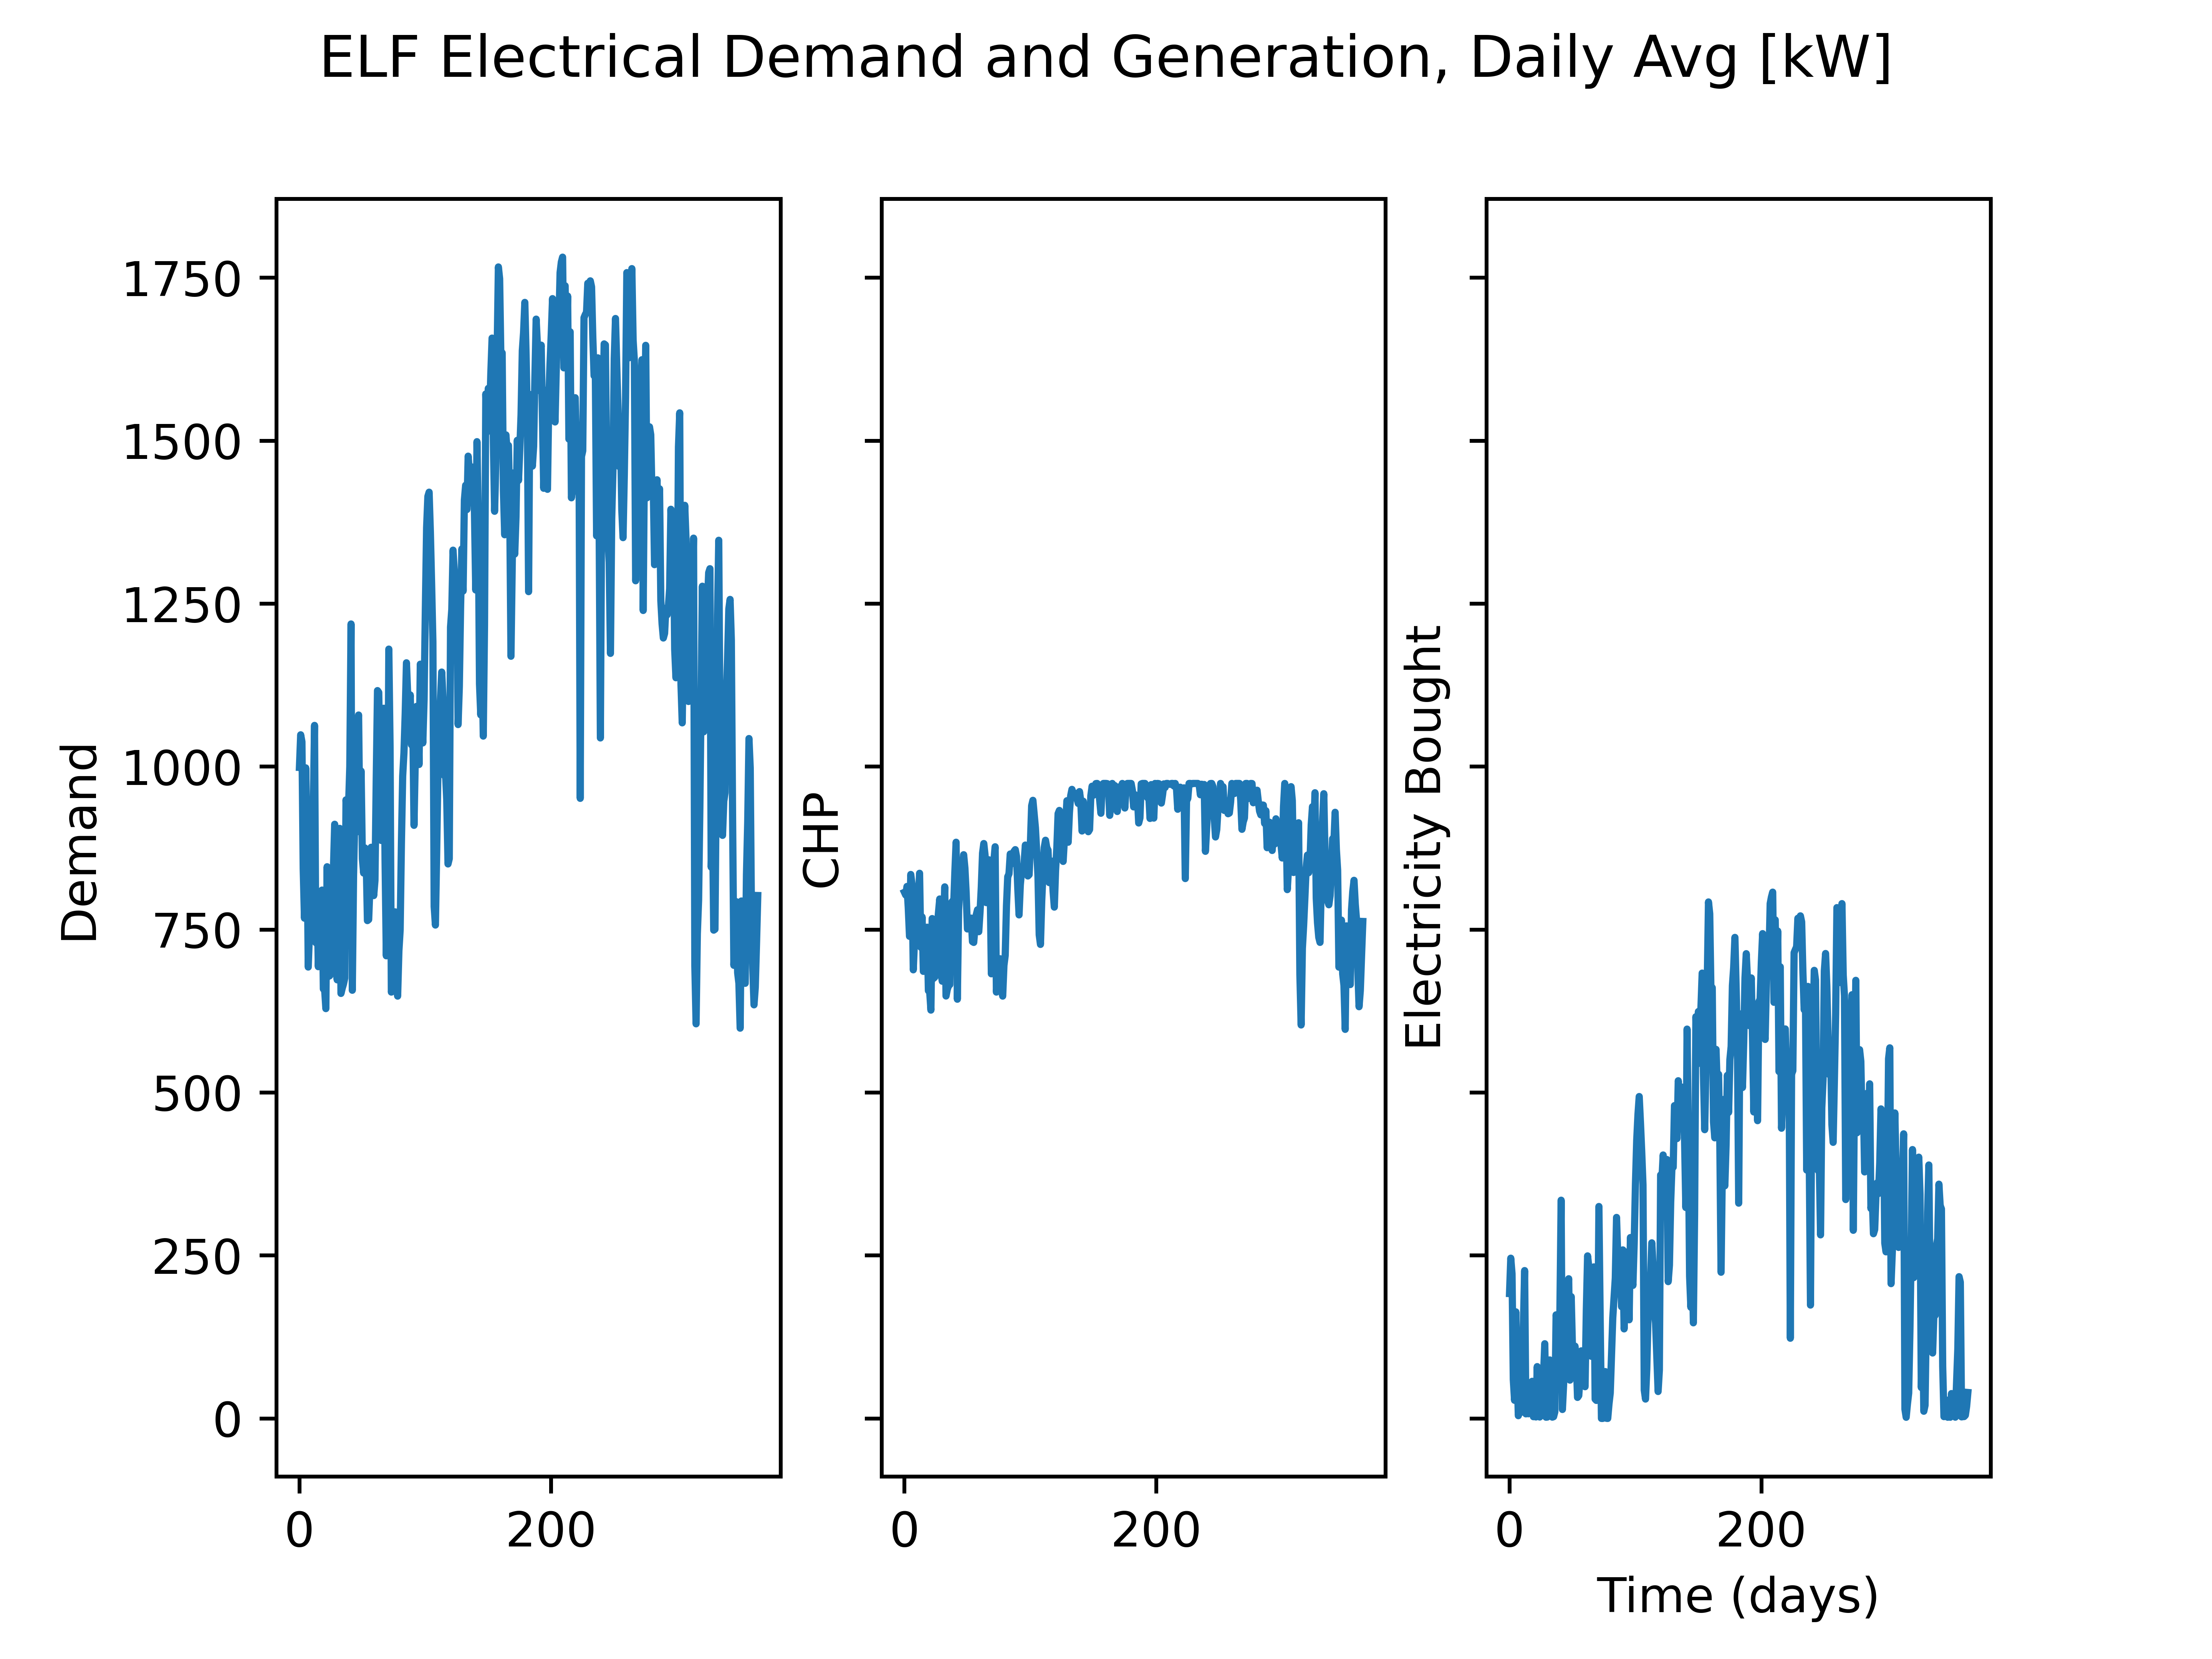 ELF Electrical Demand and Generation, Daily Avg [kW]
Demand
1750
1500
1250
1000
750
500
250
0
0 200
CHP
0 200
Electricity Bought
0 200
Time (days)